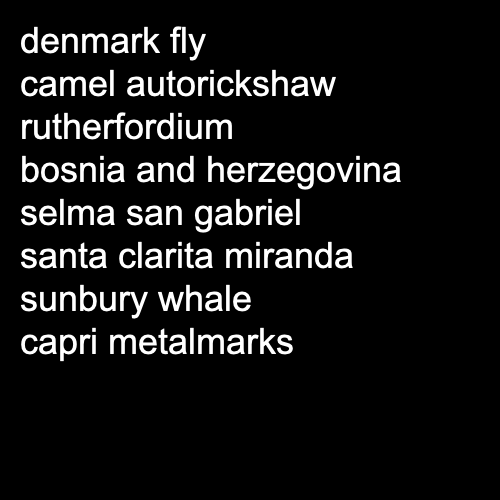 denmark fly
camel autorickshaw
rutherfordium
bosnia and herzegovina
selma san gabriel
santa clarita miranda
sunbury whale
capri metalmarks